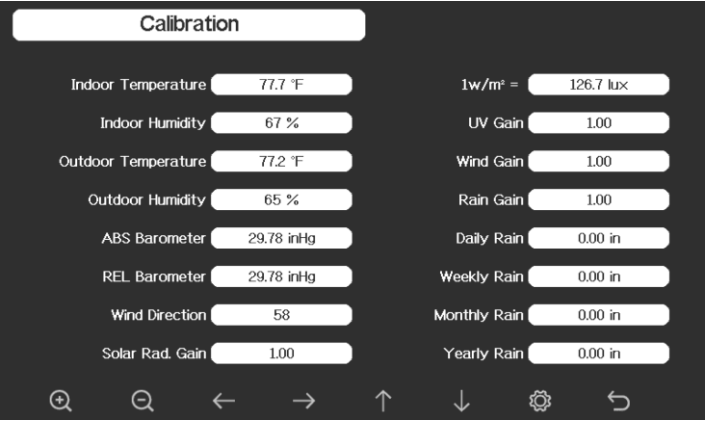 Calibration
Indoor Temperature 77.7 °F
1w/m² = 126.7 lux
Indoor Humidity 67 %
UV Gain 1.00
Outdoor Temperature 77.2 °F
Wind Gain 1.00
Outdoor Humidity 65 %
Rain Gain 1.00
ABS Barometer 29.78 inHg
Daily Rain 0.00 in
REL Barometer 29.78 inHg
Weekly Rain 0.00 in
Wind Direction 58
Monthly Rain 0.00 in
Solar Rad. Gain 1.00
Yearly Rain 0.00 in